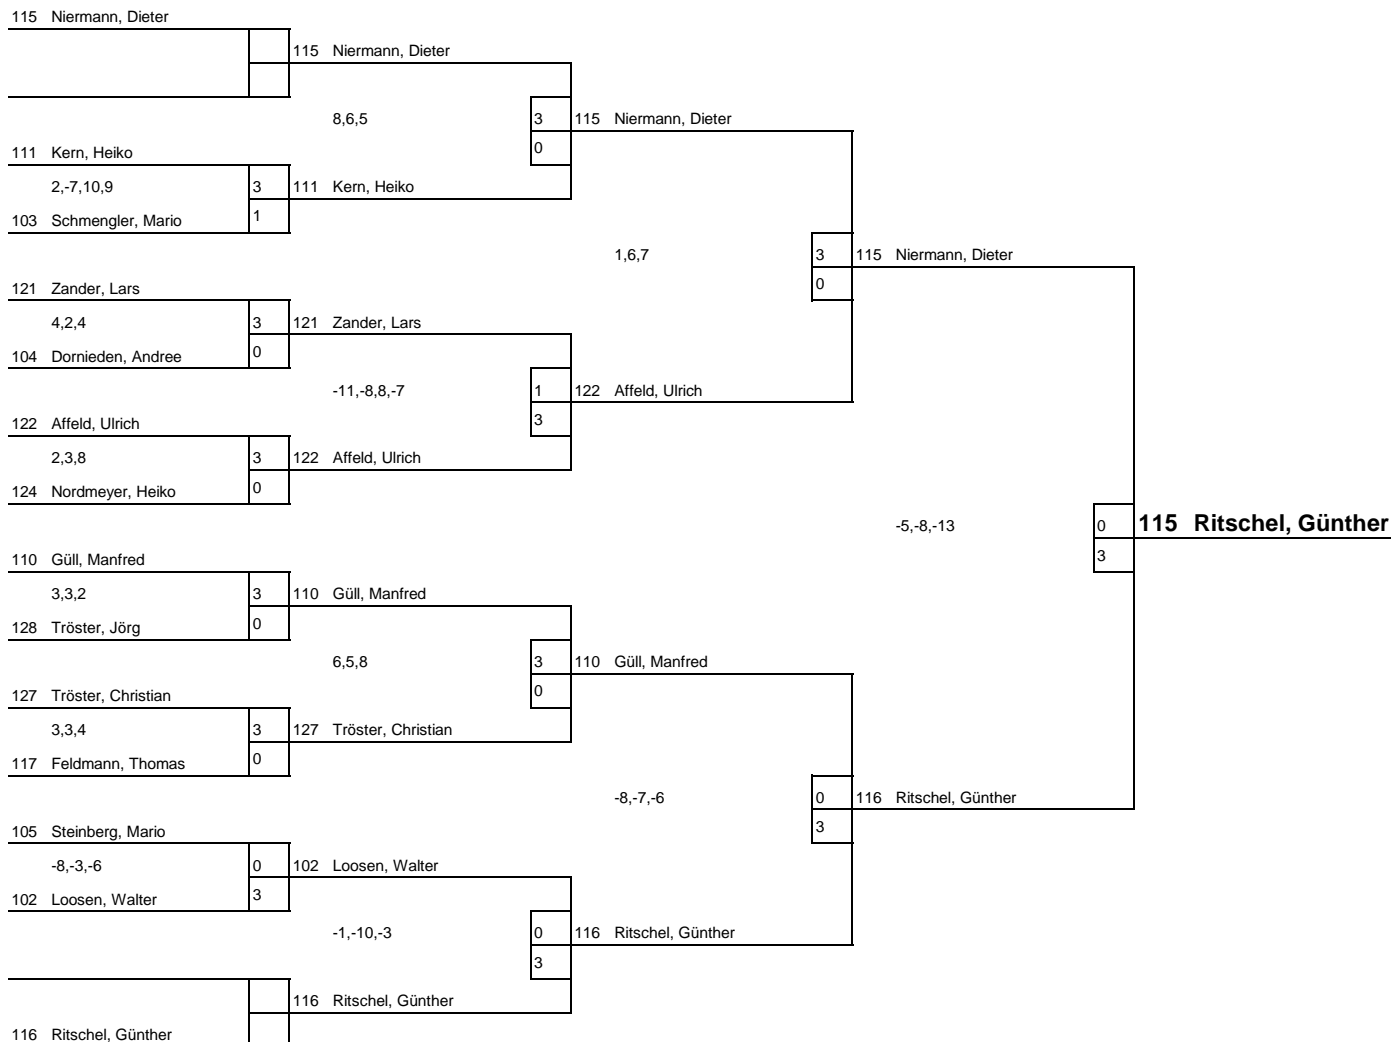 115 Niermann, Dieter
115 Niermann, Dieter
8,6,5 3 115 Niermann, Dieter
111 Kern, Heiko 0
2,-7,10,9 3 111 Kern, Heiko
103 Schmengler, Mario 1
1,6,7 3 115 Niermann, Dieter
121 Zander, Lars 0
4,2,4 3 121 Zander, Lars
104 Dornieden, Andree 0
-11,-8,8,-7 1 122 Affeld, Ulrich
122 Affeld, Ulrich 3
2,3,8 3 122 Affeld, Ulrich
124 Nordmeyer, Heiko 0
-5,-8,-13 0 115 Ritschel, Günther
110 Güll, Manfred 3
3,3,2 3 110 Güll, Manfred
128 Tröster, Jörg 0
6,5,8 3 110 Güll, Manfred
127 Tröster, Christian 0
3,3,4 3 127 Tröster, Christian
117 Feldmann, Thomas 0
-8,-7,-6 0 116 Ritschel, Günther
105 Steinberg, Mario 3
-8,-3,-6 0 102 Loosen, Walter
102 Loosen, Walter 3
-1,-10,-3 0 116 Ritschel, Günther
3
116 Ritschel, Günther
116 Ritschel, Günther